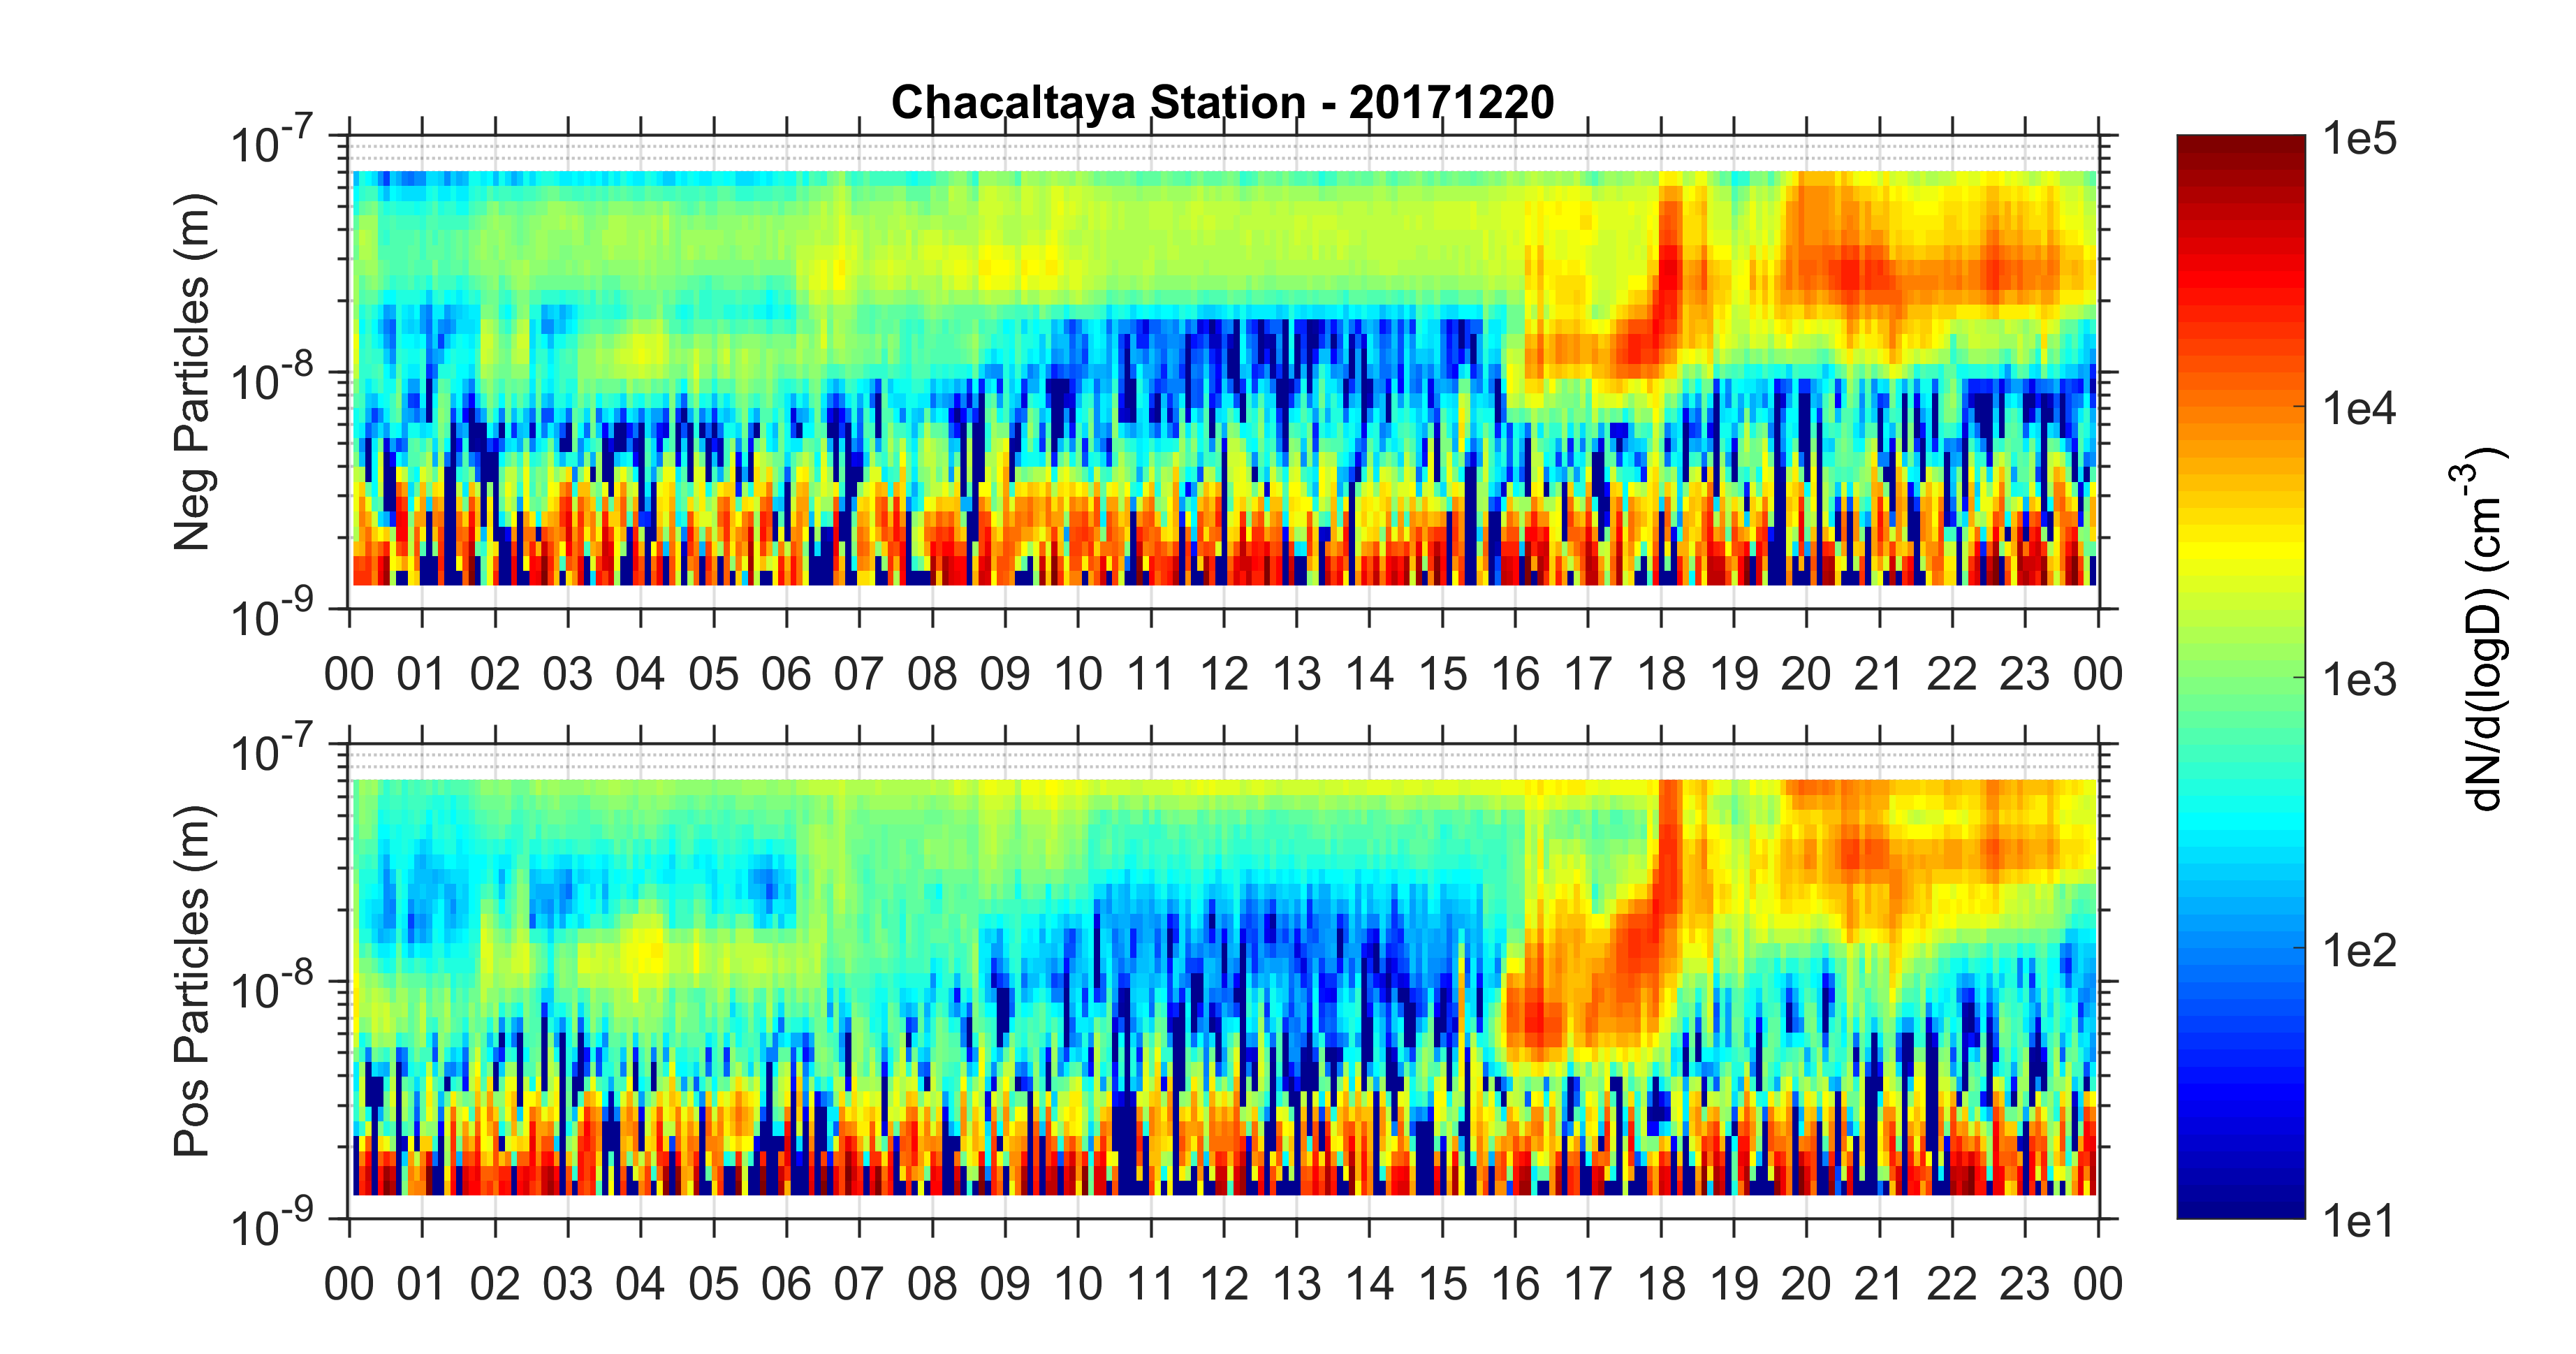 Chacaltaya Station - 20171220
10^-7
10^-8
10^-9
Neg Particles (m)
00 01 02 03 04 05 06 07 08 09 10 11 12 13 14 15 16 17 18 19 20 21 22 23 00
10^-7
10^-8
10^-9
Pos Particles (m)
00 01 02 03 04 05 06 07 08 09 10 11 12 13 14 15 16 17 18 19 20 21 22 23 00
1e5
1e4
1e3
1e2
1e1
dN/d(logD) (cm^-3)